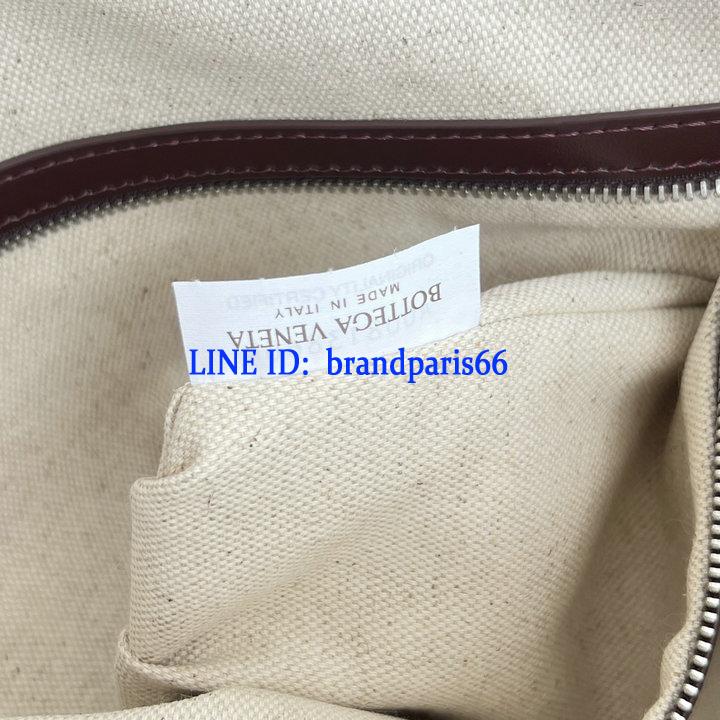 BOTTEGA VENETA
MADE IN ITALY
ORIGINALITY CERTIFIED
LINE ID: brandparis66